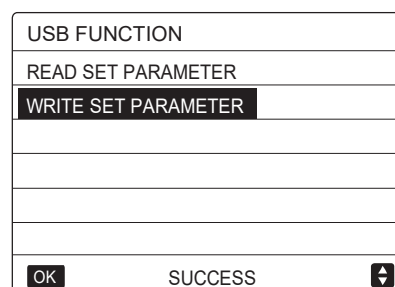 USB FUNCTION
READ SET PARAMETER
WRITE SET PARAMETER
OK SUCCESS